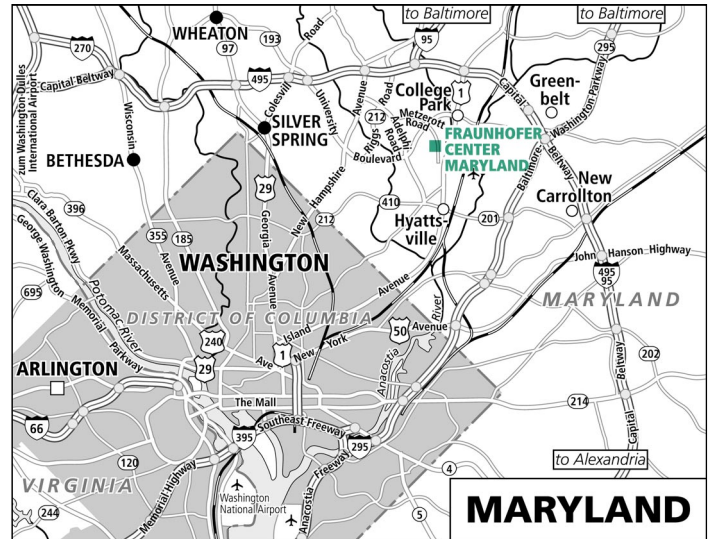 to Baltimore
to Baltimore
WHEATON
97
193
Road
95
295
270
zum Washington-Dulles
International Airport
Capital Beltway
495
Colesvill
University
Avenue
Road
College
Park
1
Capital
Green-
belt
Washington Parkway
Wisconsin
SILVER
SPRING
212
Metzerott
Road
Adelphi
Road
Riggs
Boulevard
FRAUNHOFER
CENTER
MARYLAND
Baltimore-
Beltway
BETHESDA
29
New Hampshire
410
New
Carrollton
Clara Barton Pkwy
396
George Washington
355
185
Georgia
212
Hyatts-
ville
201
Massachusetts
Avenue
WASHINGTON
Avenue
John Hanson Highway
495
95
695
Memorial
Parkway
Potomac River
Avenue
River
MARYLAND
DISTRICT OF COLUMBIA
240
Island
50
Avenue
29
Ave
1
New York
Anacostia
202
Beltway
ARLINGTON
The Mall
214
66
395
Southeast Freeway
295
Capital
120
4
to Alexandria
VIRGINIA
Memorial Highway
Washington
National Airport
Anacostia
Freeway
244
5
MARYLAND